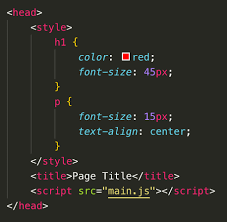 <head>
<style>
h1 {
color: red;
font-size: 45px;
}
p {
font-size: 15px;
text-align: center;
}
</style>
<title>Page Title</title>
<script src="main.js"></script>
</head>